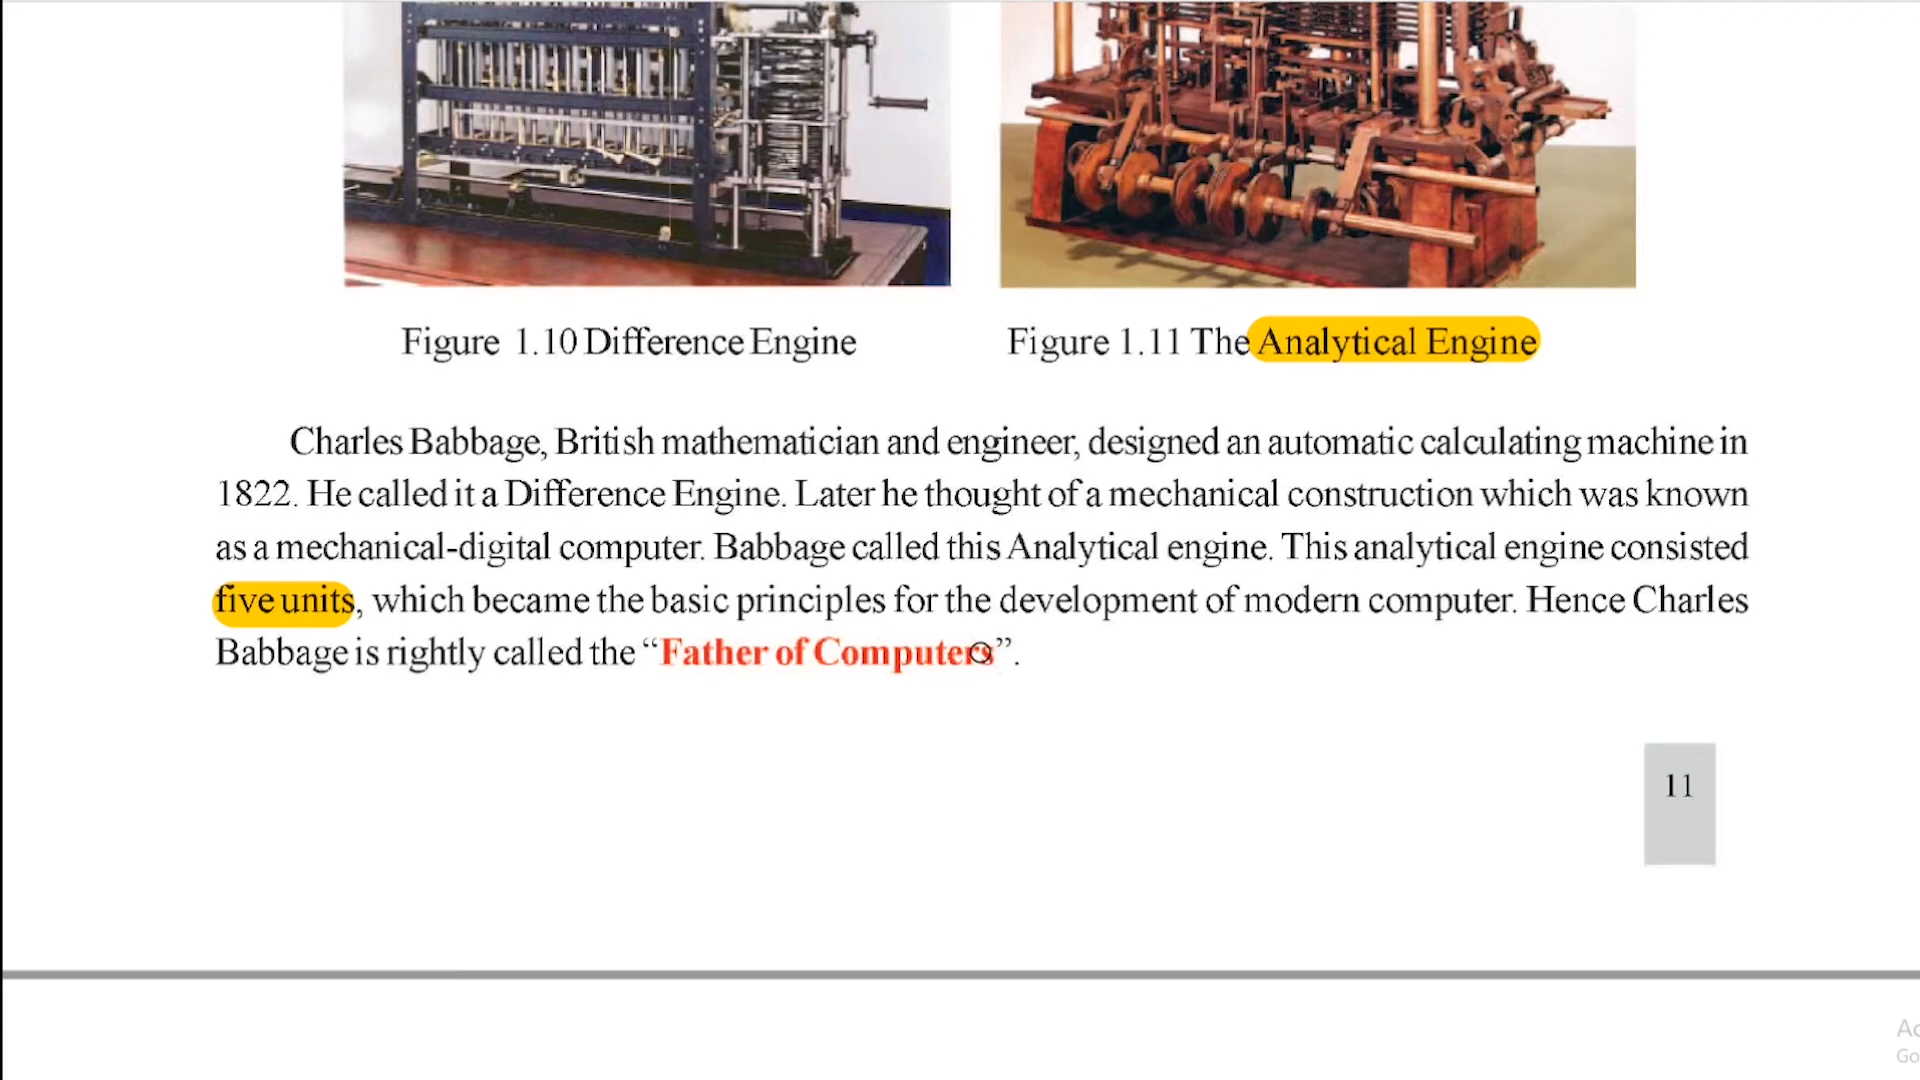 Figure 1.10 Difference Engine
Figure 1.11 The Analytical Engine
Charles Babbage, British mathematician and engineer, designed an automatic calculating machine in
1822. He called it a Difference Engine. Later he thought of a mechanical construction which was known
as a mechanical-digital computer. Babbage called this Analytical engine. This analytical engine consisted
five units, which became the basic principles for the development of modern computer. Hence Charles
Babbage is rightly called the “Father of Computers”.
11